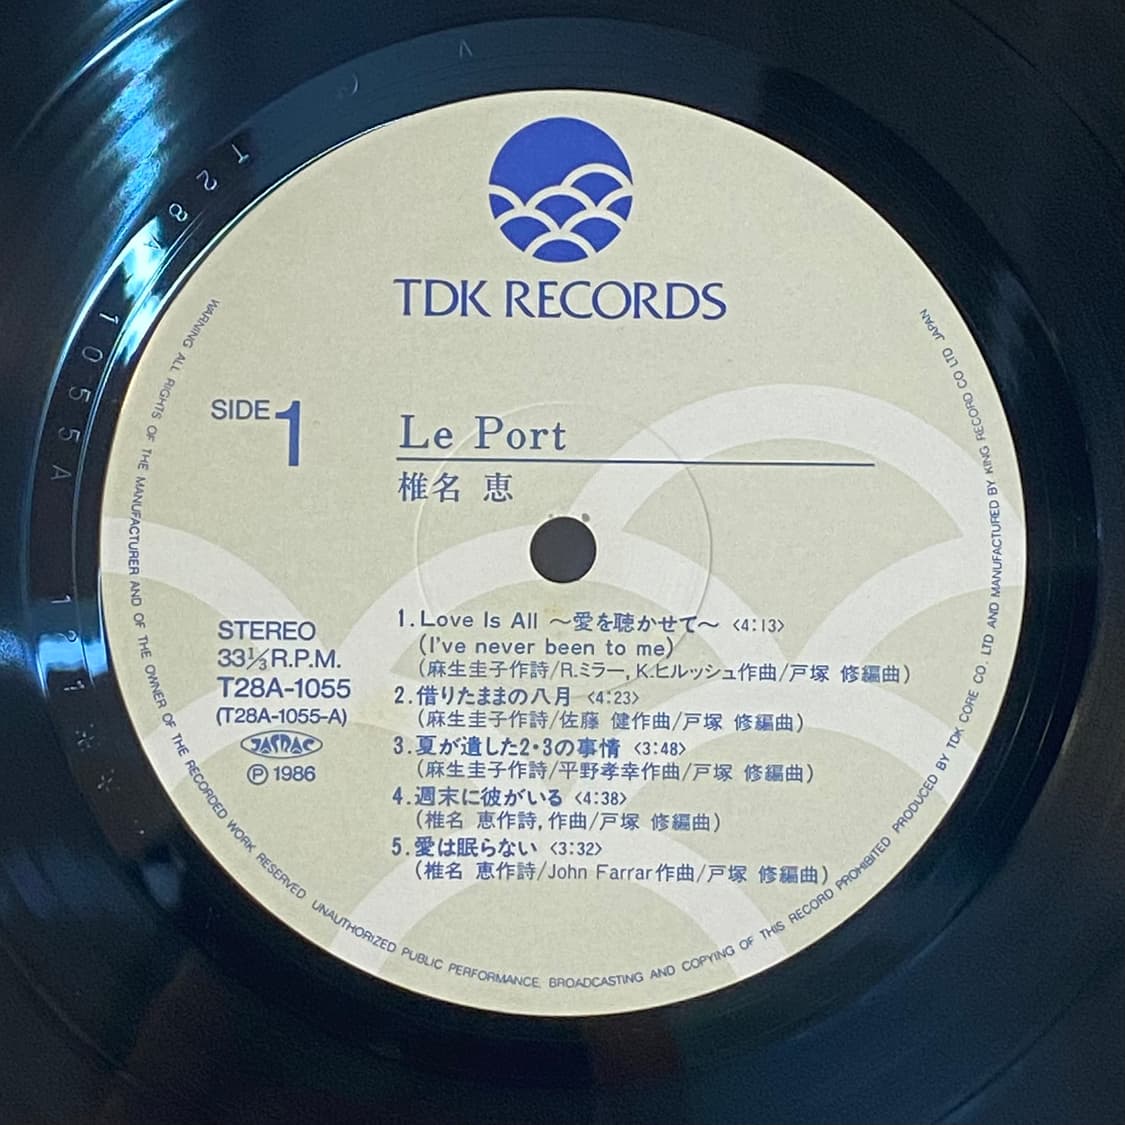 TDK RECORDS
SIDE 1
Le Port
椎名 恵
1.Love Is All 〜愛を聴かせて〜 <4:13>
(I've never been to me)
(麻生圭子作詩/R.ミラー,K.ヒルッシュ作曲/戸塚 修編曲)
2.借りたままの八月 <4:23>
(麻生圭子作詩/佐藤 健作曲/戸塚 修編曲)
3.夏が遺した2・3の事情 <3:48>
(麻生圭子作詩/平野孝幸作曲/戸塚 修編曲)
4.週末に彼がいる <4:38>
(椎名 恵作詩,作曲/戸塚 修編曲)
5.愛は眠らない <3:32>
(椎名 恵作詩/John Farrar作曲/戸塚 修編曲)
STEREO
33⅓R.P.M.
T28A-1055
(T28A-1055-A)
JASRAC
Ⓟ 1986
WARNING ALL RIGHTS OF THE MANUFACTURER AND OF THE OWNER OF THE RECORDED WORK RESERVED UNAUTHORIZED PUBLIC PERFORMANCE BROADCASTING AND COPYING OF THIS RECORD PROHIBITED PRODUCED BY TDK CORE CO. LTD AND MANUFACTURED BY KING RECORD CO LTD JAPAN
T28A 1055A